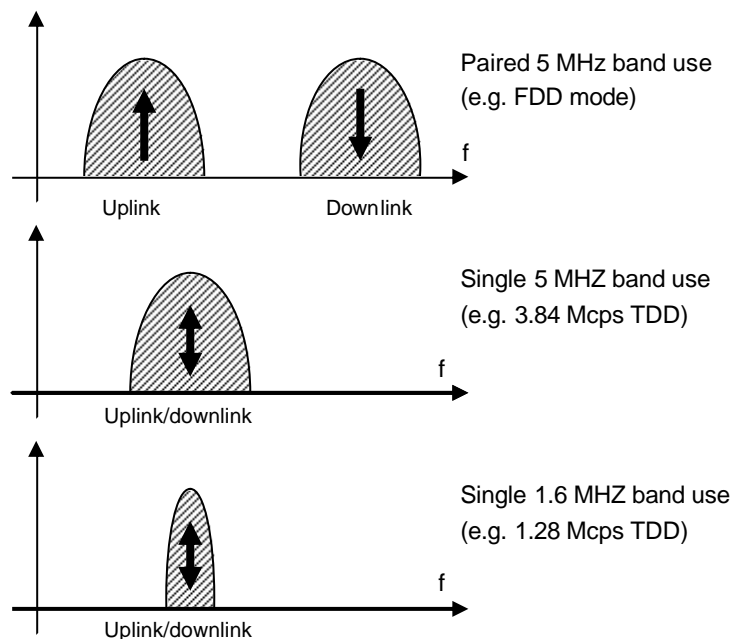 Paired 5 MHz band use
(e.g. FDD mode)
f
Uplink
Downlink
Single 5 MHZ band use
(e.g. 3.84 Mcps TDD)
f
Uplink/downlink
Single 1.6 MHZ band use
(e.g. 1.28 Mcps TDD)
f
Uplink/downlink